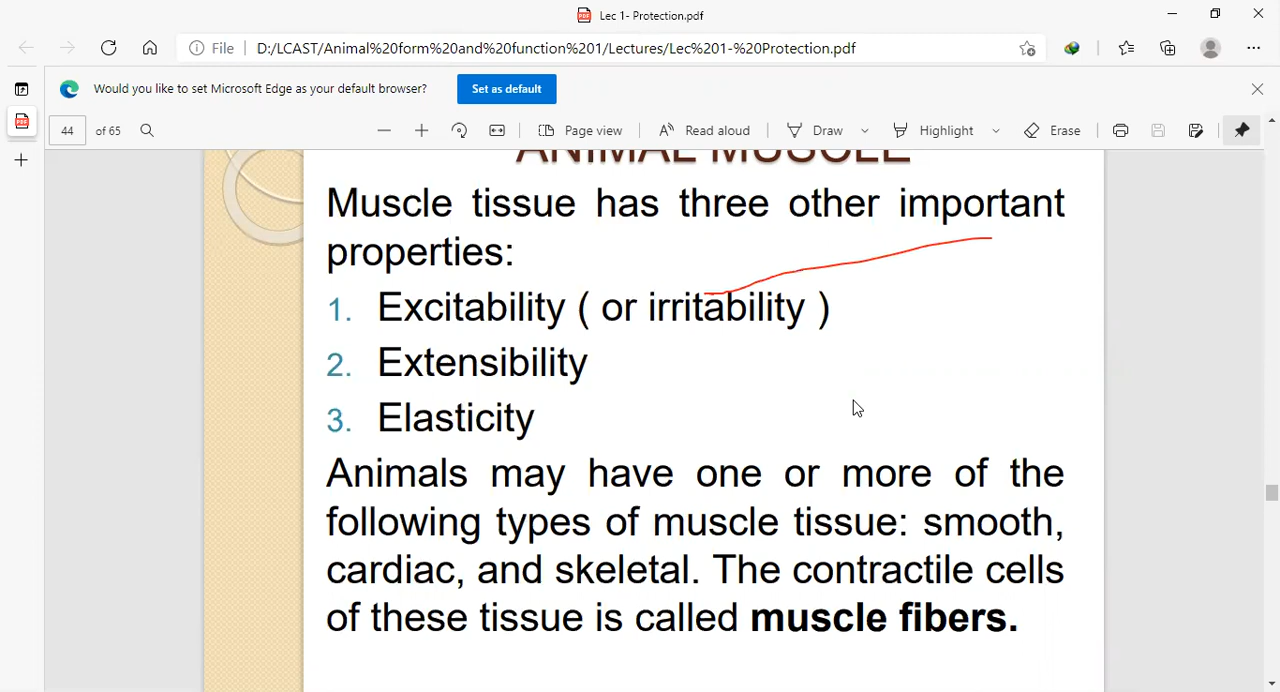 Lec 1- Protection.pdf
File D:/LCAST/Animal%20form%20and%20function%201/Lectures/Lec%201-%20Protection.pdf
Would you like to set Microsoft Edge as your default browser? Set as default
44 of 65 Page view Read aloud Draw Highlight Erase
ANIMAL MUSCLE
Muscle tissue has three other important
properties:
1. Excitability ( or irritability )
2. Extensibility
3. Elasticity
Animals may have one or more of the
following types of muscle tissue: smooth,
cardiac, and skeletal. The contractile cells
of these tissue is called muscle fibers.